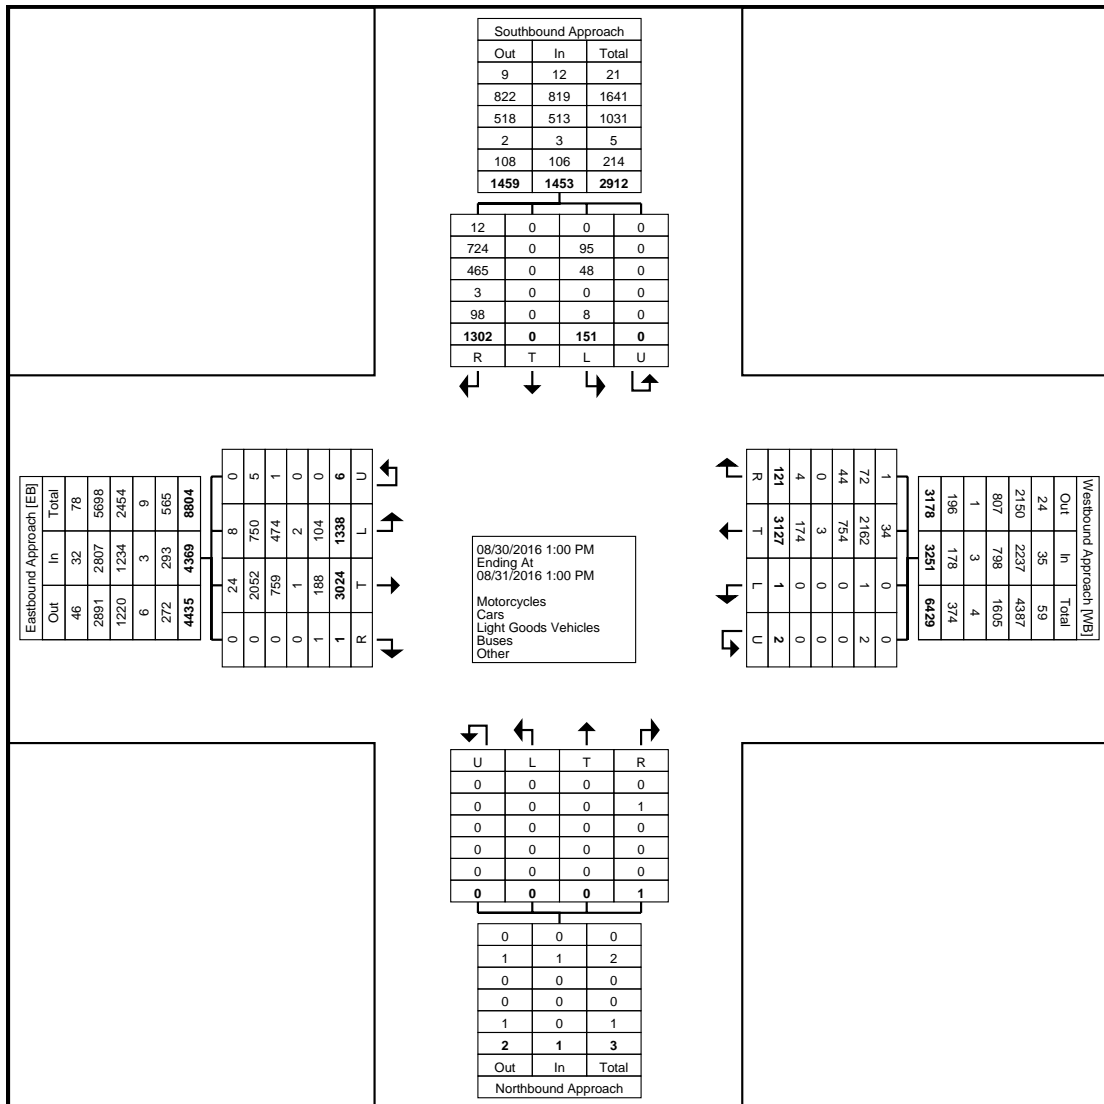 Southbound Approach
Out In Total
9 12 21
822 819 1641
518 513 1031
2 3 5
108 106 214
1459 1453 2912
12 0 0 0
724 0 95 0
465 0 48 0
3 0 0 0
98 0 8 0
1302 0 151 0
R T L U
Eastbound Approach [EB]
Out In Total
46 32 78
2891 2807 5698
1220 1234 2454
6 3 9
272 293 565
4435 4369 8804
0 8 24 0
5 750 2052 0
1 474 759 0
0 2 1 0
0 104 188 1
6 1338 3024 1
U L T R
08/30/2016 1:00 PM
Ending At
08/31/2016 1:00 PM
Motorcycles
Cars
Light Goods Vehicles
Buses
Other
R T L U
121 3127 1 2
4 174 0 0
0 3 0 0
44 754 0 0
72 2162 1 2
1 34 0 0
Westbound Approach [WB]
Out In Total
24 35 59
2150 2237 4387
807 798 1605
1 3 4
196 178 374
3178 3251 6429
U L T R
0 0 0 0
0 0 0 1
0 0 0 0
0 0 0 0
0 0 0 0
0 0 0 1
0 0 0
1 1 2
0 0 0
0 0 0
1 0 1
2 1 3
Out In Total
Northbound Approach